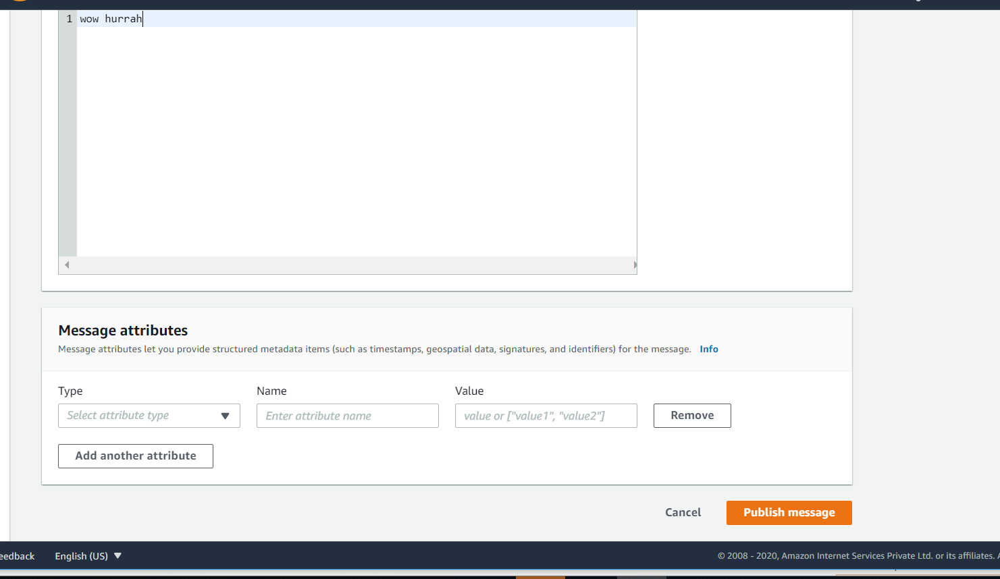 1 wow hurrah
Message attributes
Message attributes let you provide structured metadata items (such as timestamps, geospatial data, signatures, and identifiers) for the message. Info
Type Name Value
Select attribute type Enter attribute name value or ["value1", "value2"] Remove
Add another attribute
Cancel Publish message
eedback English (US) © 2008 - 2020, Amazon Internet Services Private Ltd. or its affiliates.